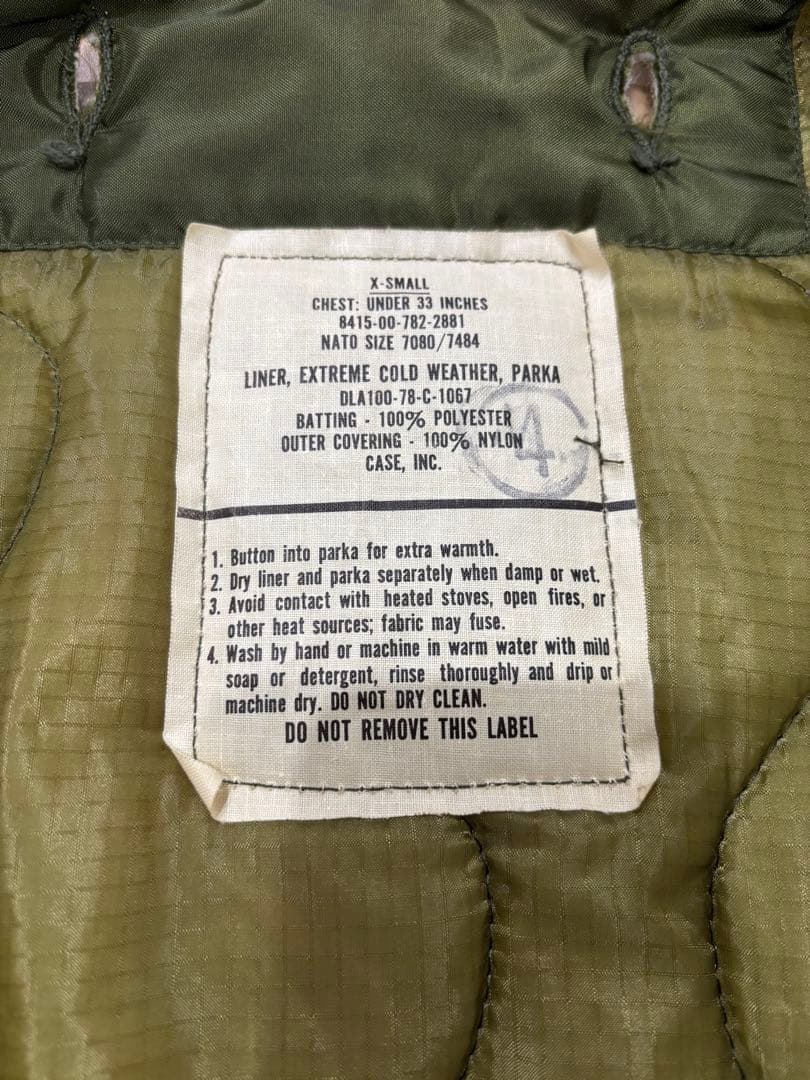 X-SMALL
CHEST: UNDER 33 INCHES
8415-00-782-2881
NATO SIZE 7080/7484
LINER, EXTREME COLD WEATHER, PARKA
DLA100-78-C-1067
BATTING - 100% POLYESTER
OUTER COVERING - 100% NYLON
CASE, INC.
4
1. Button into parka for extra warmth.
2. Dry liner and parka separately when damp or wet.
3. Avoid contact with heated stoves, open fires, or
other heat sources; fabric may fuse.
4. Wash by hand or machine in warm water with mild
soap or detergent, rinse thoroughly and drip or
machine dry. DO NOT DRY CLEAN.
DO NOT REMOVE THIS LABEL